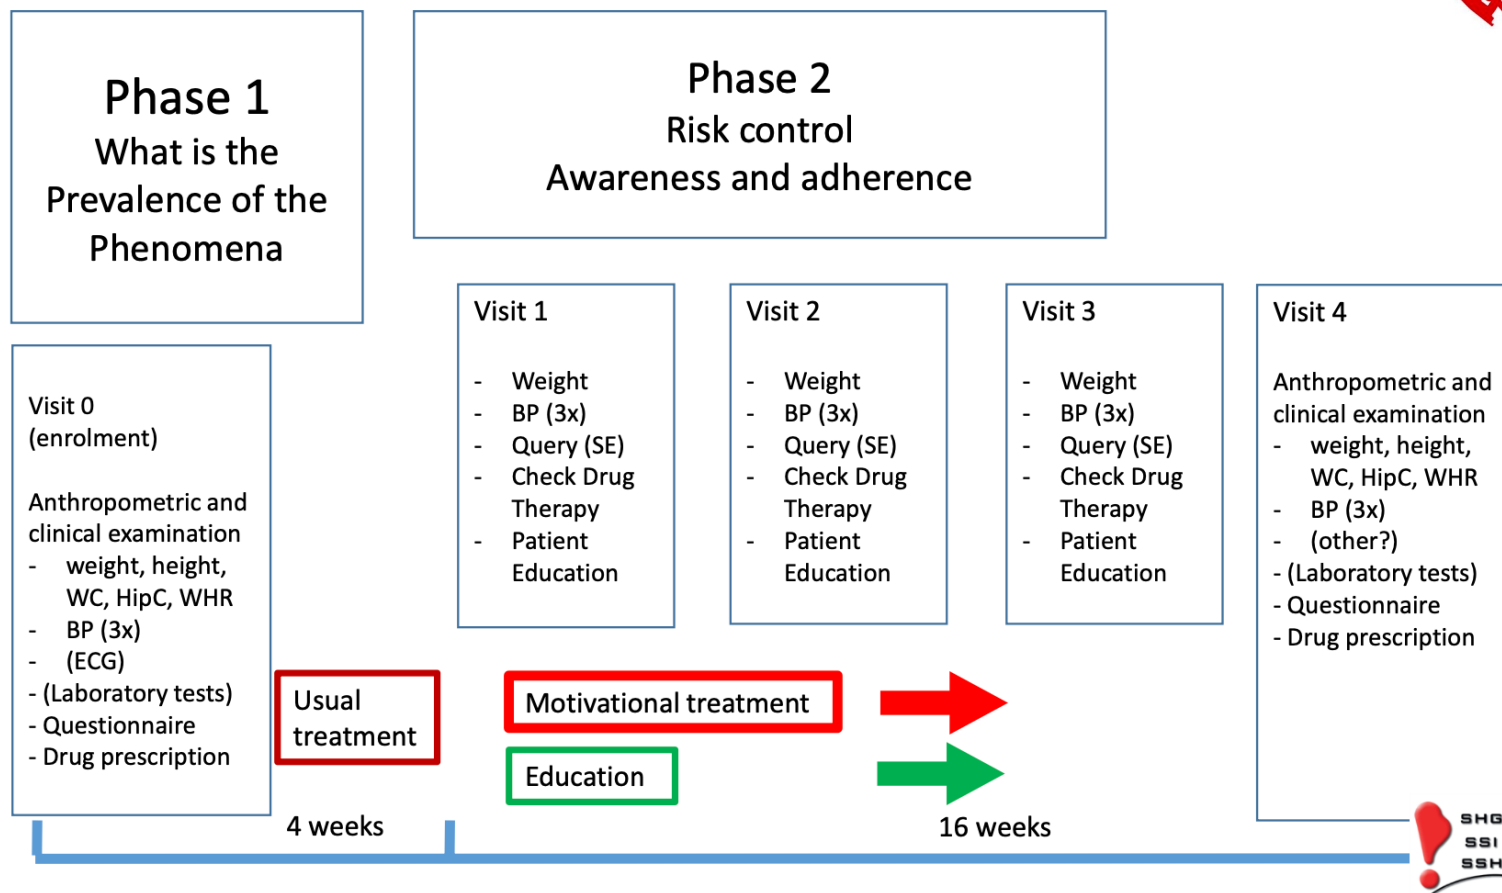 Phase 1
What is the
Prevalence of the
Phenomena
Phase 2
Risk control
Awareness and adherence
Visit 0
(enrolment)
Anthropometric and
clinical examination
- weight, height,
WC, HipC, WHR
- BP (3x)
- (ECG)
- (Laboratory tests)
- Questionnaire
- Drug prescription
Usual
treatment
Visit 1
- Weight
- BP (3x)
- Query (SE)
- Check Drug
Therapy
- Patient
Education
Visit 2
- Weight
- BP (3x)
- Query (SE)
- Check Drug
Therapy
- Patient
Education
Visit 3
- Weight
- BP (3x)
- Query (SE)
- Check Drug
Therapy
- Patient
Education
Visit 4
Anthropometric and
clinical examination
- weight, height,
WC, HipC, WHR
- BP (3x)
- (other?)
- (Laboratory tests)
- Questionnaire
- Drug prescription
Motivational treatment
Education
4 weeks
16 weeks
SHG
SSI
SSH